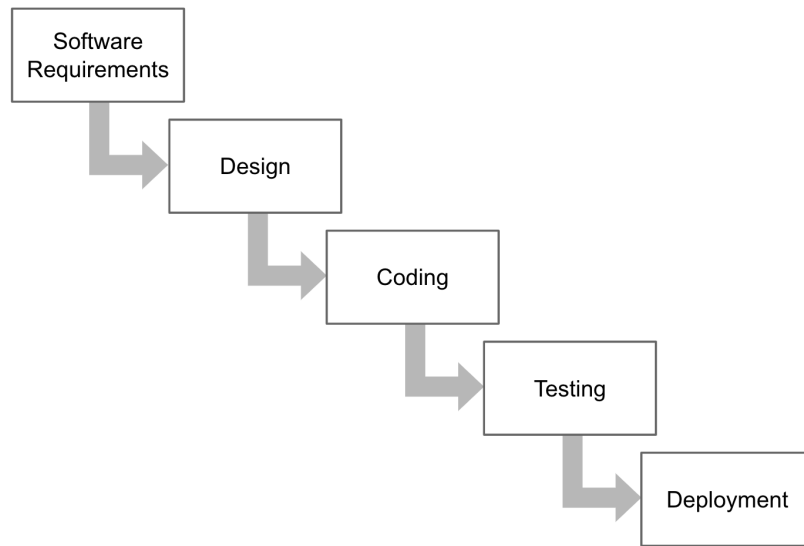 Software
Requirements
Design
Coding
Testing
Deployment